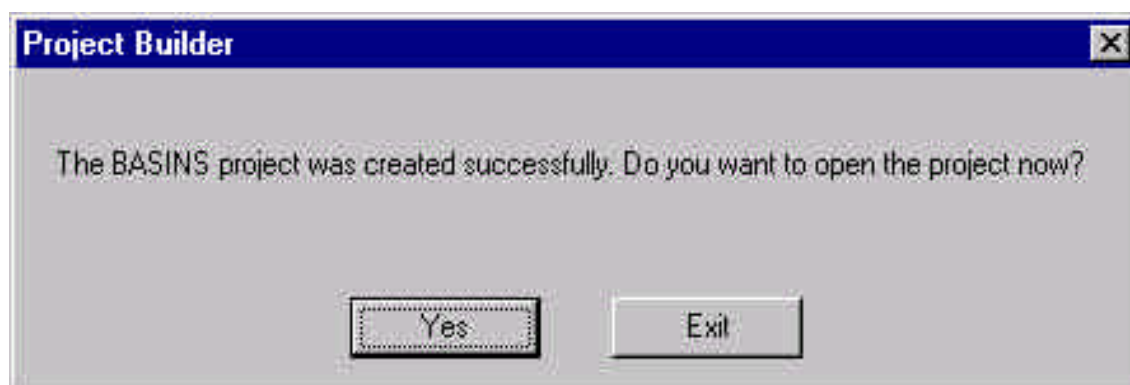 Project Builder
The BASINS project was created successfully. Do you want to open the project now?
Yes
Exit